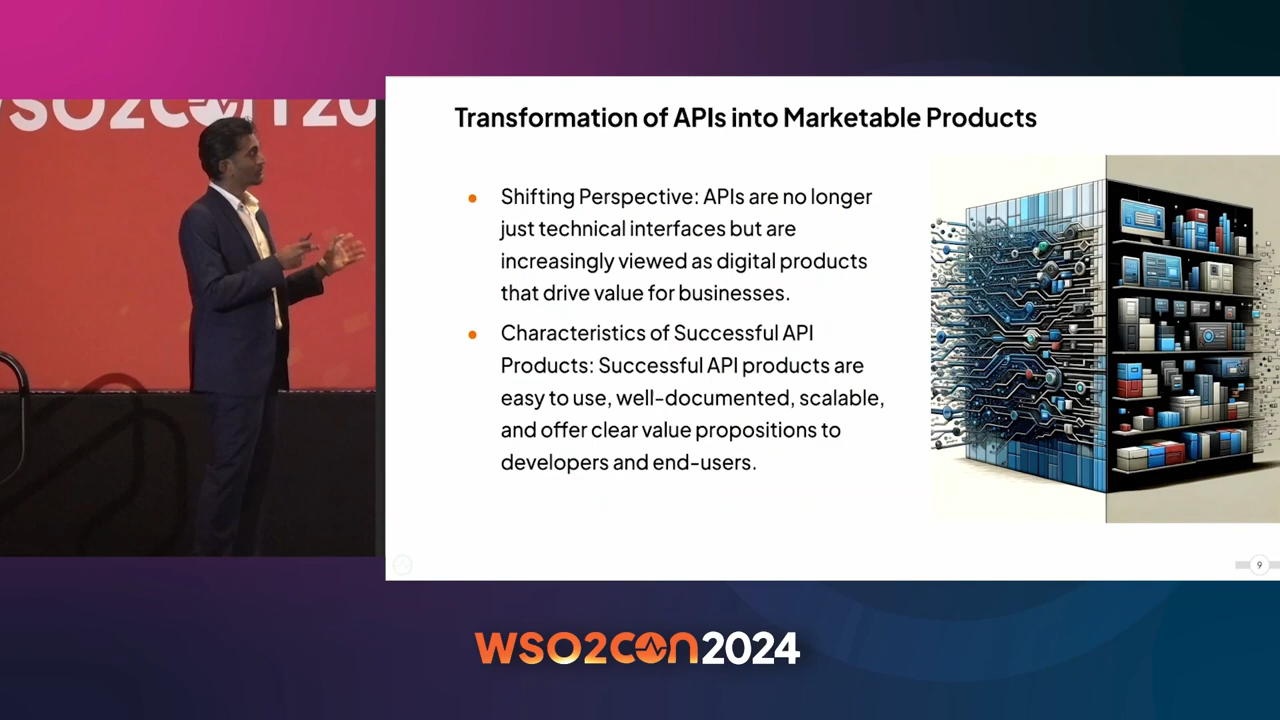 WSO2CON 20
Transformation of APIs into Marketable Products
• Shifting Perspective: APIs are no longer
just technical interfaces but are
increasingly viewed as digital products
that drive value for businesses.
• Characteristics of Successful API
Products: Successful API products are
easy to use, well-documented, scalable,
and offer clear value propositions to
developers and end-users.
9
WSO2CON2024